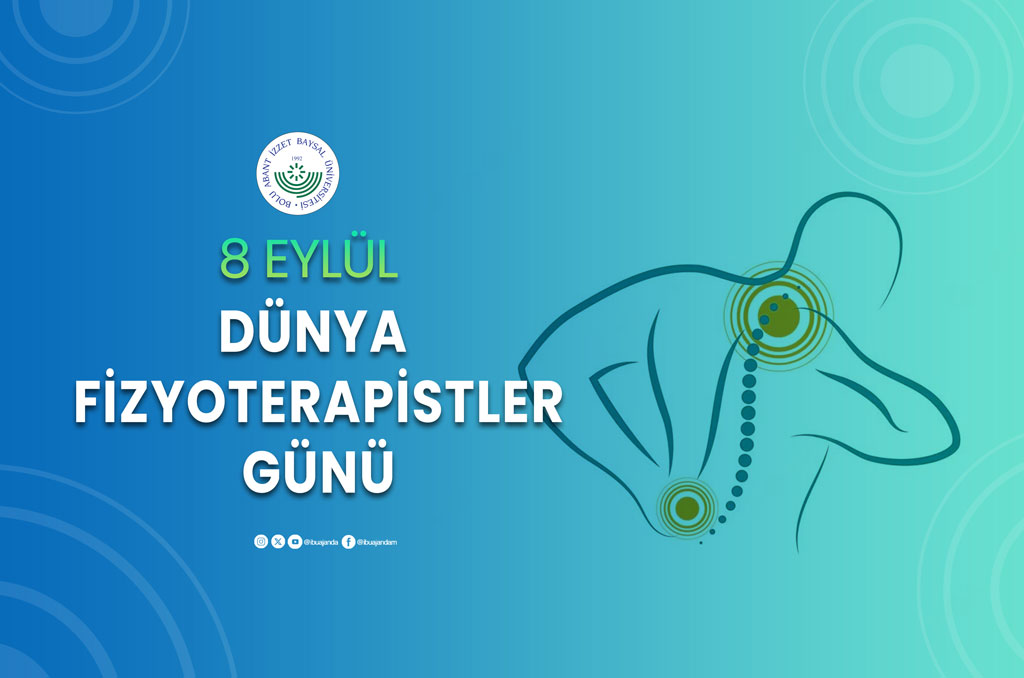 BOLU ABANT İZZET BAYSAL ÜNİVERSİTESİ
1992
8 EYLÜL
DÜNYA
FİZYOTERAPİSTLER
GÜNÜ
@ibuajanda @ibuajandam